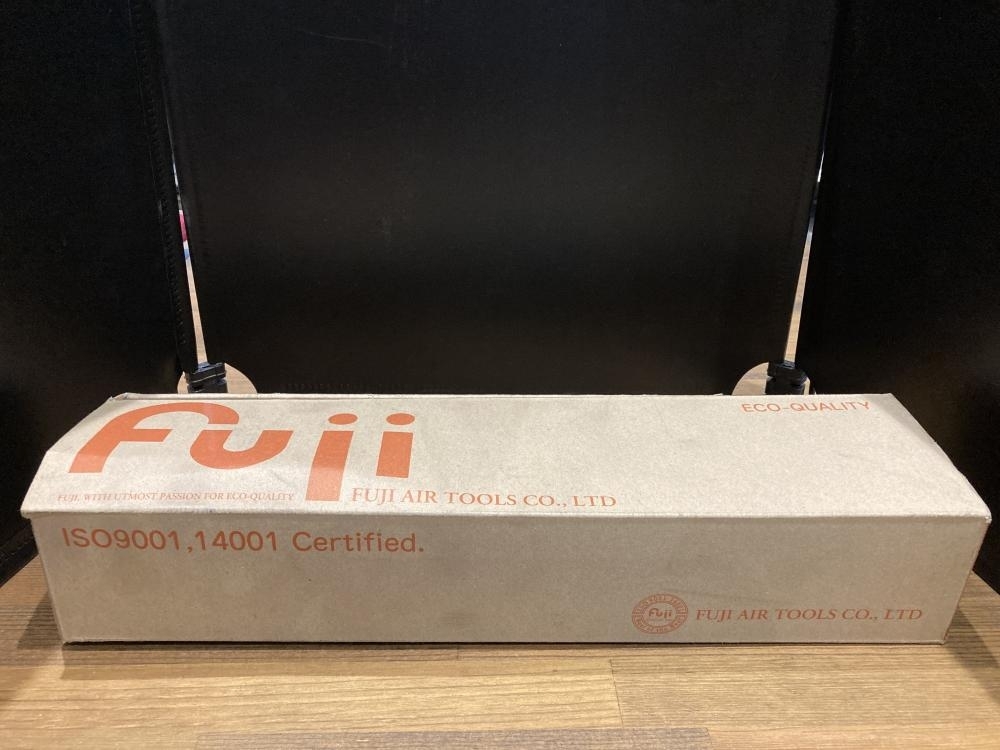 ECO-QUALITY
Fuji
FUJI, WITH UTMOST PASSION FOR ECO-QUALITY
FUJI AIR TOOLS CO., LTD
ISO9001,14001 Certified.
Fuji
FUJI AIR TOOLS CO., LTD